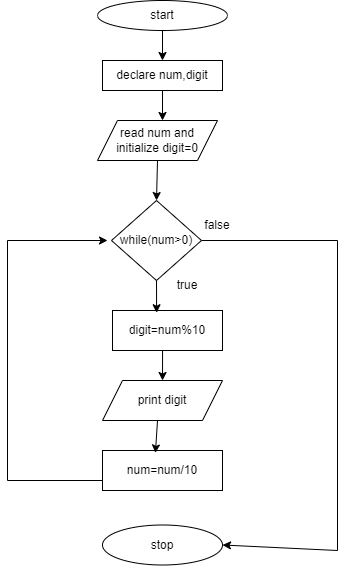 start
declare num,digit
read num and
initialize digit=0
while(num>0)
false
true
digit=num%10
print digit
num=num/10
stop